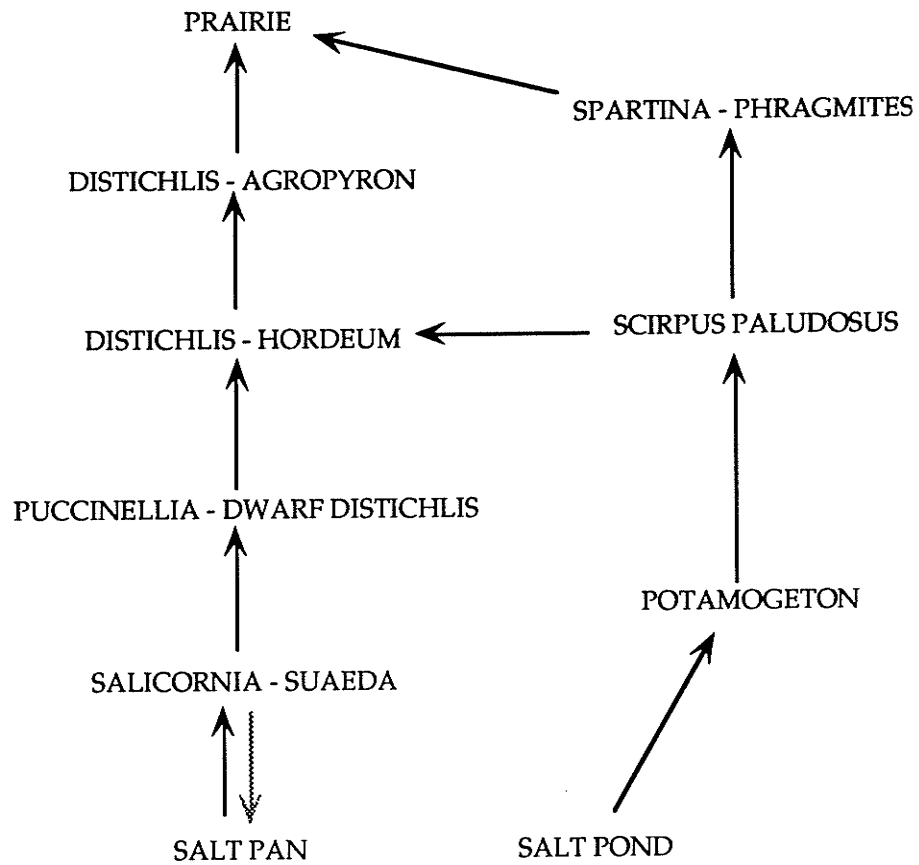 PRAIRIE
SPARTINA - PHRAGMITES
DISTICHLIS - AGROPYRON
SCIRPUS PALUDOSUS
DISTICHLIS - HORDEUM
PUCCINELLIA - DWARF DISTICHLIS
POTAMOGETON
SALICORNIA - SUAEDA
SALT PAN
SALT POND